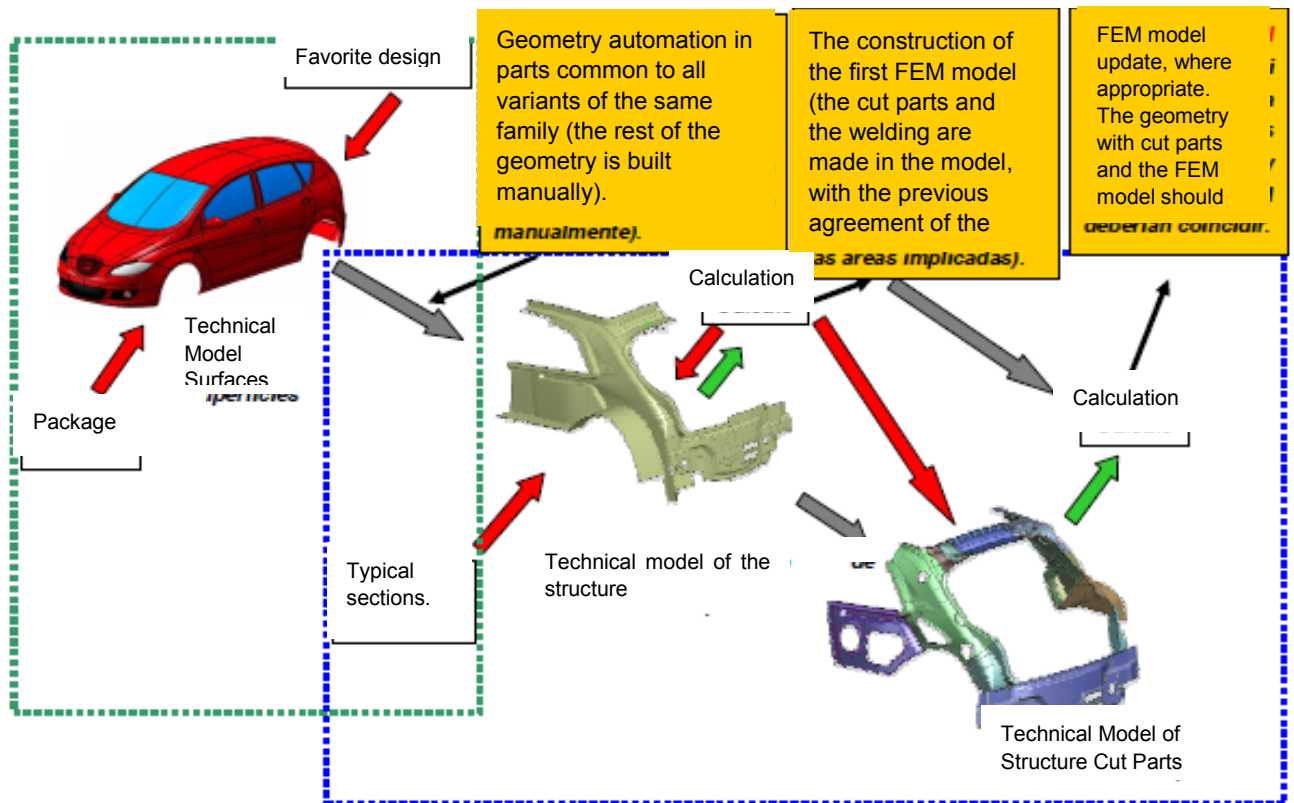 Favorite design
Geometry automation in
parts common to all
variants of the same
family (the rest of the
geometry is built
manually).
manualmente).
The construction of
the first FEM model
(the cut parts and
the welding are
made in the model,
with the previous
agreement of the
as areas implicadas).
FEM model
update, where
appropriate.
The geometry
with cut parts
and the FEM
model should
deberían coincidir.
Calculation
Technical
Model
Surfaces
Package
Calculation
Typical
sections.
Technical model of the
structure
de
Technical Model of
Structure Cut Parts